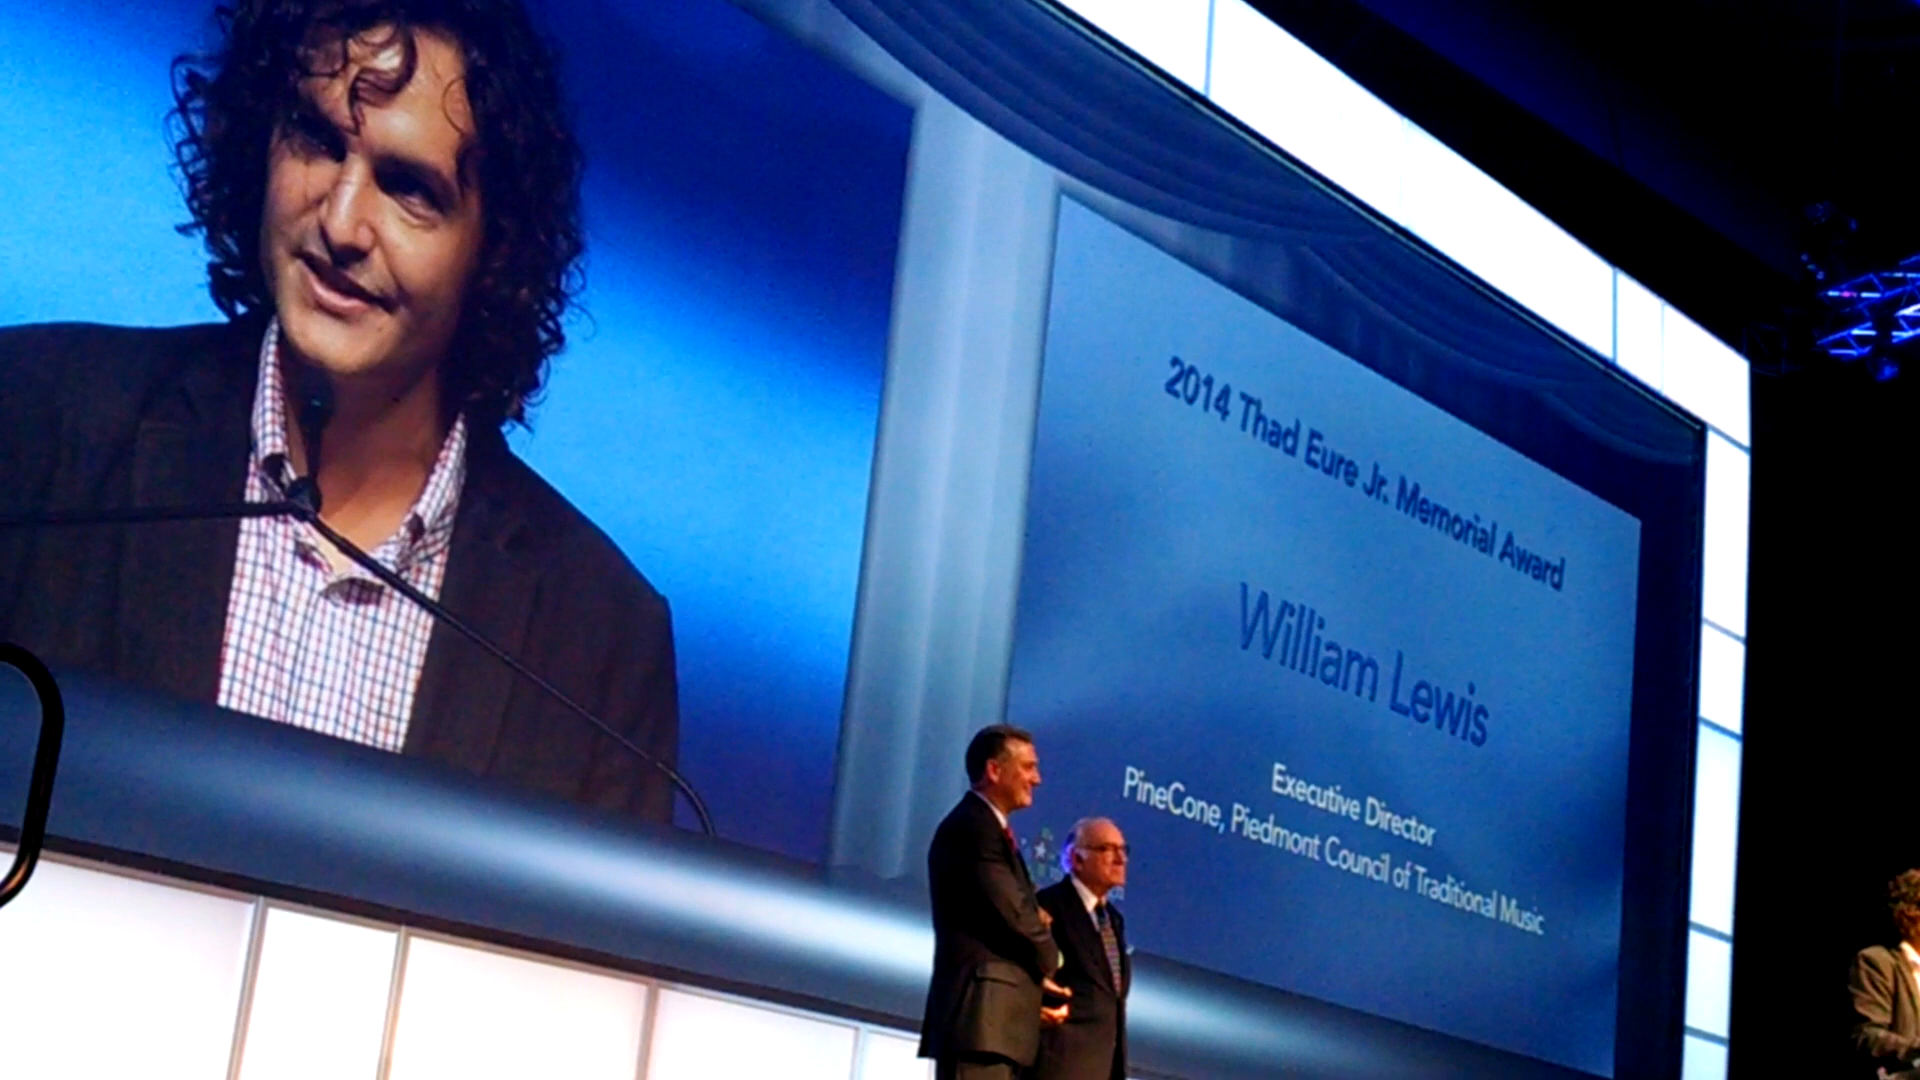 2014 Thad Eure Jr. Memorial Award
William Lewis
Executive Director
PineCone, Piedmont Council of Traditional Music